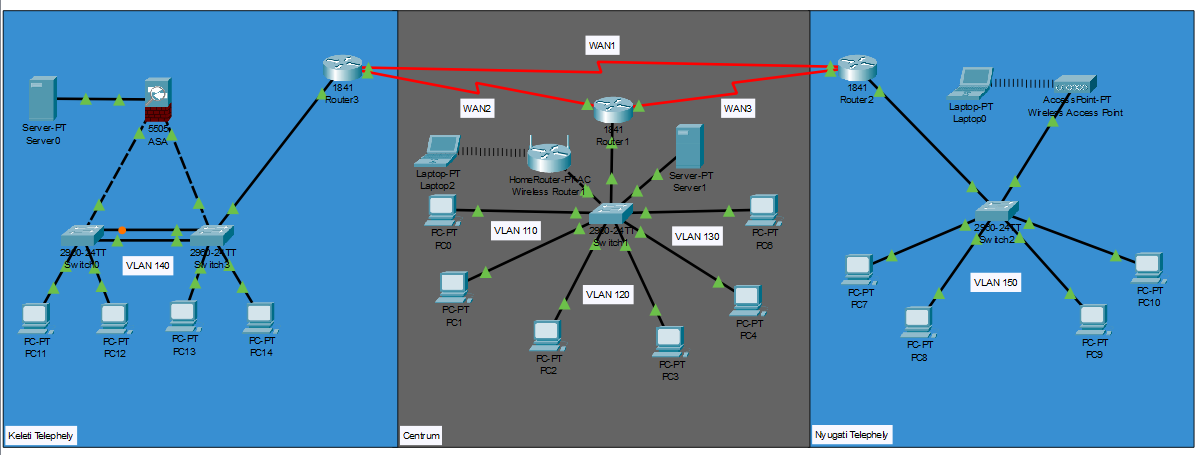 WAN1
1841
Router3
1841
Router2
WAN2
WAN3
1841
Router1
Server-PT
Server0
5505
ASA
Laptop-PT
Laptop0
AccessPoint-PT
Wireless Access Point
Laptop-PT
Laptop2
HomeRouter-PT-AC
Wireless Router1
Server-PT
Server1
PC-PT
PC0
VLAN 110
2960-24TT
Switch1
VLAN 130
PC-PT
PC6
2960-24TT
Switch0
VLAN 140
2960-24TT
Switch3
2960-24TT
Switch2
PC-PT
PC1
VLAN 120
PC-PT
PC4
PC-PT
PC7
VLAN 150
PC-PT
PC10
PC-PT
PC11
PC-PT
PC12
PC-PT
PC13
PC-PT
PC14
PC-PT
PC2
PC-PT
PC3
PC-PT
PC8
PC-PT
PC9
Keleti Telephely
Centrum
Nyugati Telephely